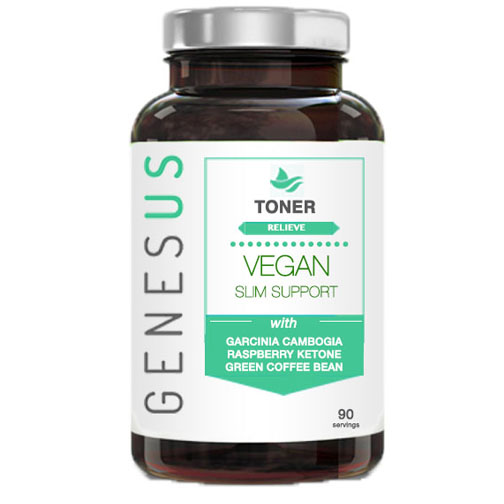 GENESUS
TONER
RELIEVE
VEGAN
SLIM SUPPORT
with
GARCINIA CAMBOGIA
RASPBERRY KETONE
GREEN COFFEE BEAN
90
servings